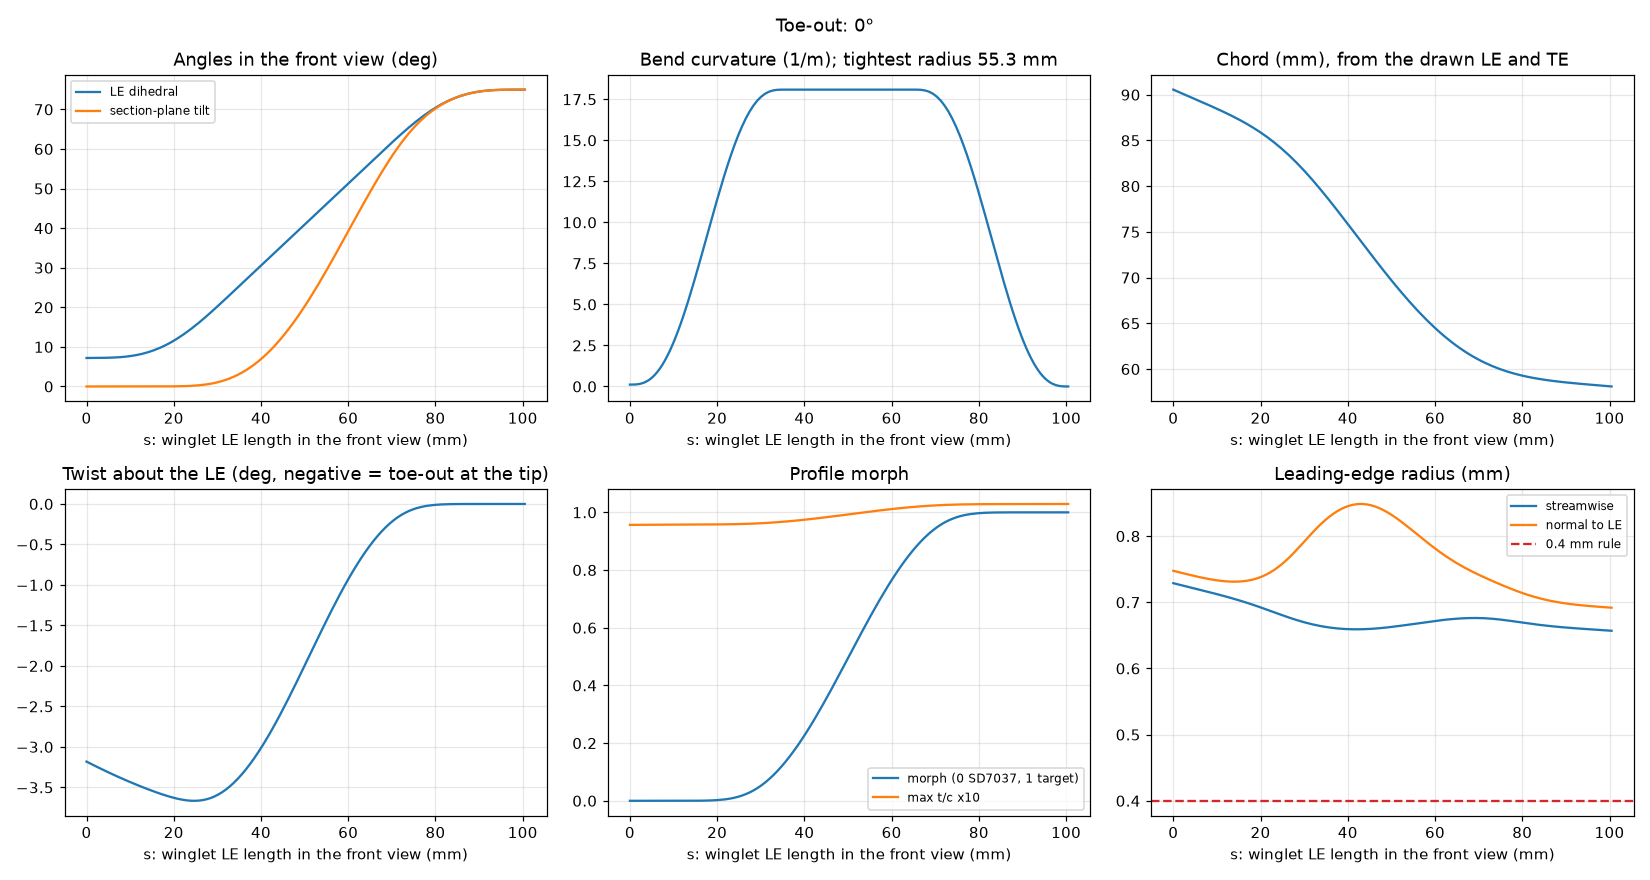 Toe-out: 0°
Angles in the front view (deg)
LE dihedral
section-plane tilt
70
60
50
40
30
20
10
0
0 20 40 60 80 100
s: winglet LE length in the front view (mm)
Bend curvature (1/m); tightest radius 55.3 mm
17.5
15.0
12.5
10.0
7.5
5.0
2.5
0.0
0 20 40 60 80 100
s: winglet LE length in the front view (mm)
Chord (mm), from the drawn LE and TE
90
85
80
75
70
65
60
0 20 40 60 80 100
s: winglet LE length in the front view (mm)
Twist about the LE (deg, negative = toe-out at the tip)
0.0
−0.5
−1.0
−1.5
−2.0
−2.5
−3.0
−3.5
0 20 40 60 80 100
s: winglet LE length in the front view (mm)
Profile morph
1.0
0.8
0.6
0.4
0.2
0.0
morph (0 SD7037, 1 target)
max t/c x10
0 20 40 60 80 100
s: winglet LE length in the front view (mm)
Leading-edge radius (mm)
streamwise
normal to LE
0.4 mm rule
0.8
0.7
0.6
0.5
0.4
0 20 40 60 80 100
s: winglet LE length in the front view (mm)